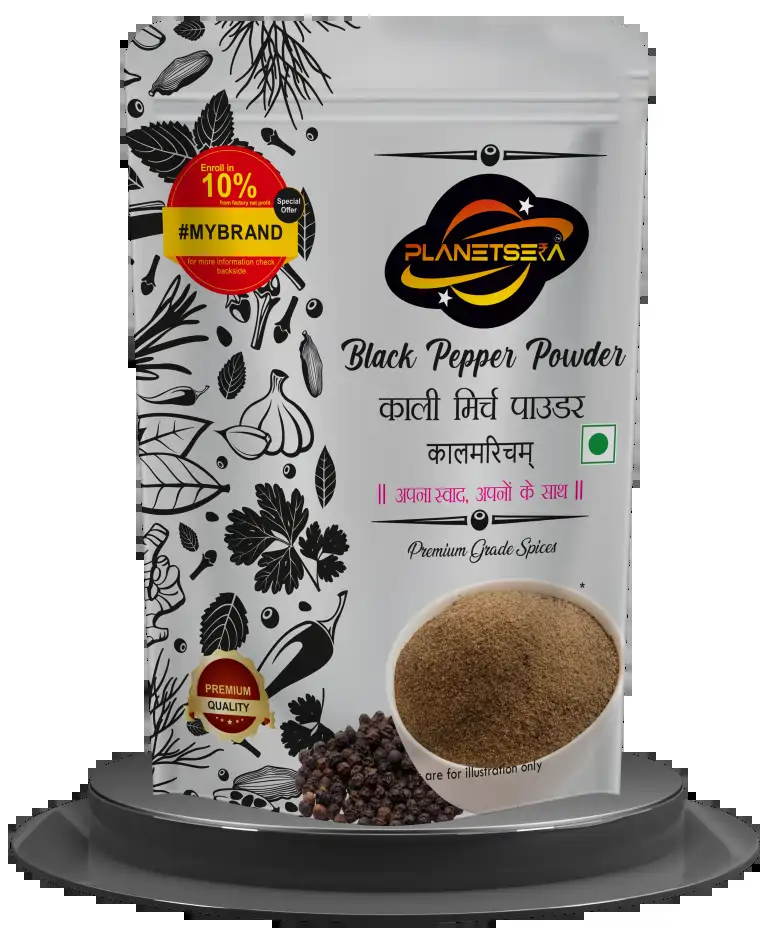 Enroll in
10%
from factory net profit
Special
Offer
#MYBRAND
for more information check
backside
PLANETSE₹A
Black Pepper Powder
काली मिर्च पाउडर
कालमरिचम्
|| अपना स्वाद, अपनों के साथ ||
Premium Grade Spices
*
PREMIUM
QUALITY
are for illustration only